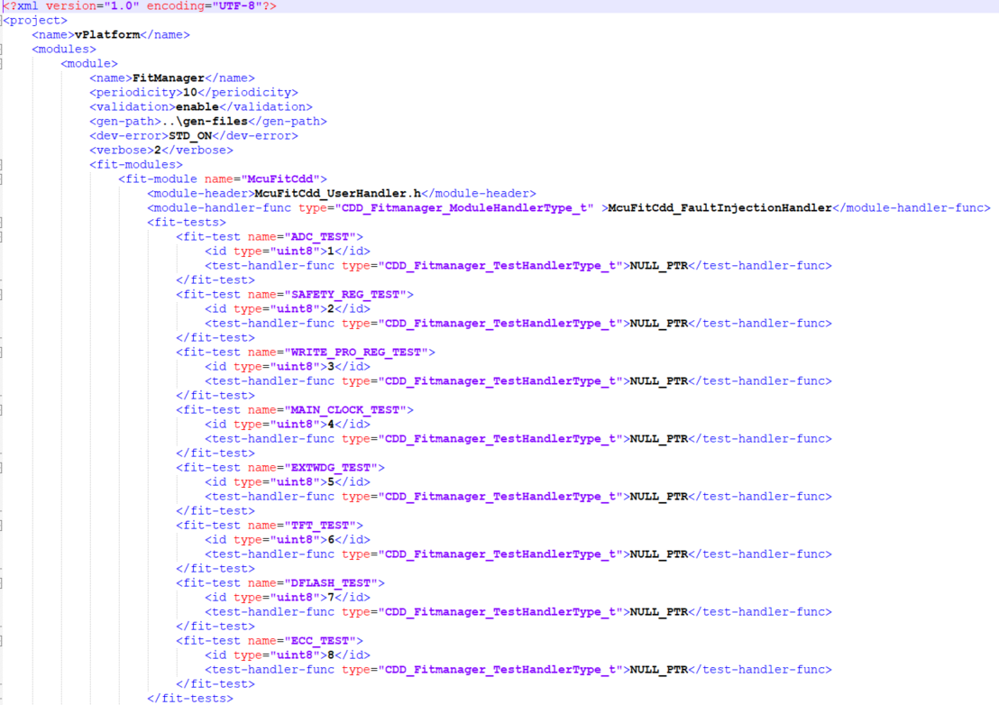 <?xml version="1.0" encoding="UTF-8"?>
<project>
    <name>vPlatform</name>
    <modules>
        <module>
            <name>FitManager</name>
            <periodicity>10</periodicity>
            <validation>enable</validation>
            <gen-path>..\gen-files</gen-path>
            <dev-error>STD_ON</dev-error>
            <verbose>2</verbose>
            <fit-modules>
                <fit-module name="McuFitCdd">
                    <module-header>McuFitCdd_UserHandler.h</module-header>
                    <module-handler-func type="CDD_Fitmanager_ModuleHandlerType_t" >McuFitCdd_FaultInjectionHandler</module-handler-func>
                    <fit-tests>
                        <fit-test name="ADC_TEST">
                            <id type="uint8">1</id>
                            <test-handler-func type="CDD_Fitmanager_TestHandlerType_t">NULL_PTR</test-handler-func>
                        </fit-test>
                        <fit-test name="SAFETY_REG_TEST">
                            <id type="uint8">2</id>
                            <test-handler-func type="CDD_Fitmanager_TestHandlerType_t">NULL_PTR</test-handler-func>
                        </fit-test>
                        <fit-test name="WRITE_PRO_REG_TEST">
                            <id type="uint8">3</id>
                            <test-handler-func type="CDD_Fitmanager_TestHandlerType_t">NULL_PTR</test-handler-func>
                        </fit-test>
                        <fit-test name="MAIN_CLOCK_TEST">
                            <id type="uint8">4</id>
                            <test-handler-func type="CDD_Fitmanager_TestHandlerType_t">NULL_PTR</test-handler-func>
                        </fit-test>
                        <fit-test name="EXTWDG_TEST">
                            <id type="uint8">5</id>
                            <test-handler-func type="CDD_Fitmanager_TestHandlerType_t">NULL_PTR</test-handler-func>
                        </fit-test>
                        <fit-test name="TFT_TEST">
                            <id type="uint8">6</id>
                            <test-handler-func type="CDD_Fitmanager_TestHandlerType_t">NULL_PTR</test-handler-func>
                        </fit-test>
                        <fit-test name="DFLASH_TEST">
                            <id type="uint8">7</id>
                            <test-handler-func type="CDD_Fitmanager_TestHandlerType_t">NULL_PTR</test-handler-func>
                        </fit-test>
                        <fit-test name="ECC_TEST">
                            <id type="uint8">8</id>
                            <test-handler-func type="CDD_Fitmanager_TestHandlerType_t">NULL_PTR</test-handler-func>
                        </fit-test>
                    </fit-tests>